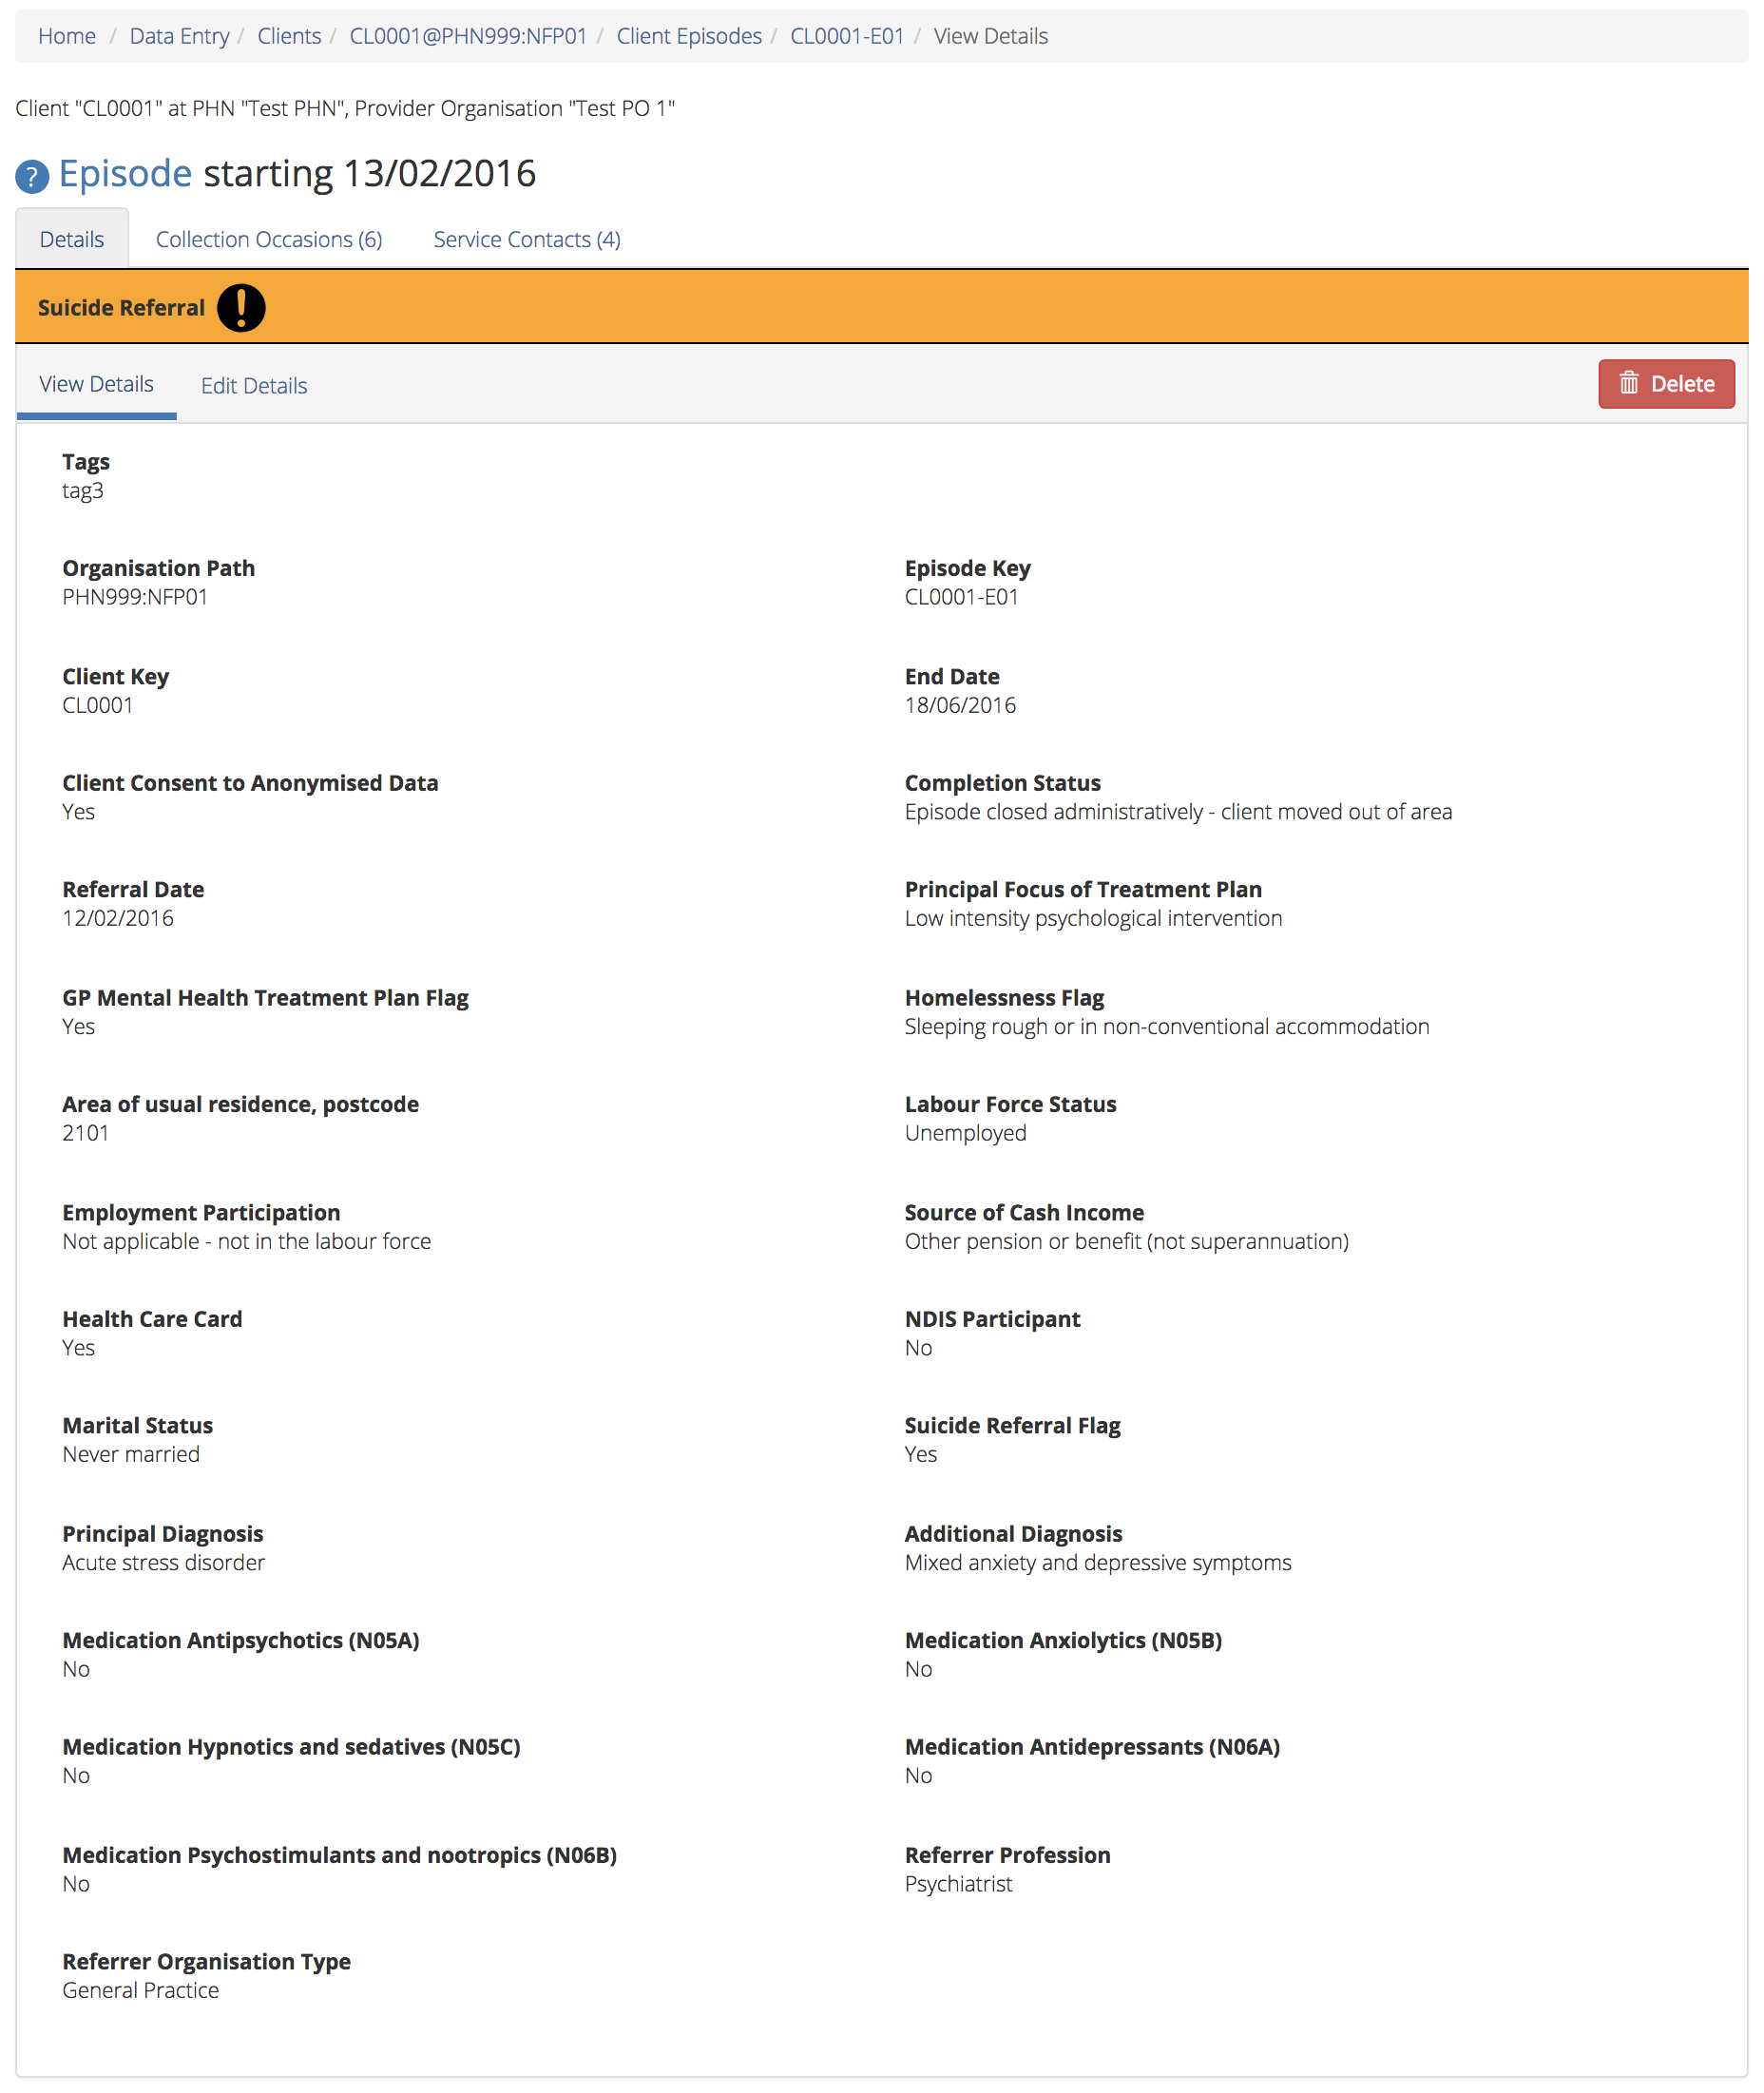 Home / Data Entry / Clients / CL0001@PHN999:NFP01 / Client Episodes / CL0001-E01 / View Details
Client "CL0001" at PHN "Test PHN", Provider Organisation "Test PO 1"
? Episode starting 13/02/2016
Details Collection Occasions (6) Service Contacts (4)
Suicide Referral !
View Details Edit Details Delete
Tags
tag3
Organisation Path Episode Key
PHN999:NFP01 CL0001-E01
Client Key End Date
CL0001 18/06/2016
Client Consent to Anonymised Data Completion Status
Yes Episode closed administratively - client moved out of area
Referral Date Principal Focus of Treatment Plan
12/02/2016 Low intensity psychological intervention
GP Mental Health Treatment Plan Flag Homelessness Flag
Yes Sleeping rough or in non-conventional accommodation
Area of usual residence, postcode Labour Force Status
2101 Unemployed
Employment Participation Source of Cash Income
Not applicable - not in the labour force Other pension or benefit (not superannuation)
Health Care Card NDIS Participant
Yes No
Marital Status Suicide Referral Flag
Never married Yes
Principal Diagnosis Additional Diagnosis
Acute stress disorder Mixed anxiety and depressive symptoms
Medication Antipsychotics (N05A) Medication Anxiolytics (N05B)
No No
Medication Hypnotics and sedatives (N05C) Medication Antidepressants (N06A)
No No
Medication Psychostimulants and nootropics (N06B) Referrer Profession
No Psychiatrist
Referrer Organisation Type
General Practice